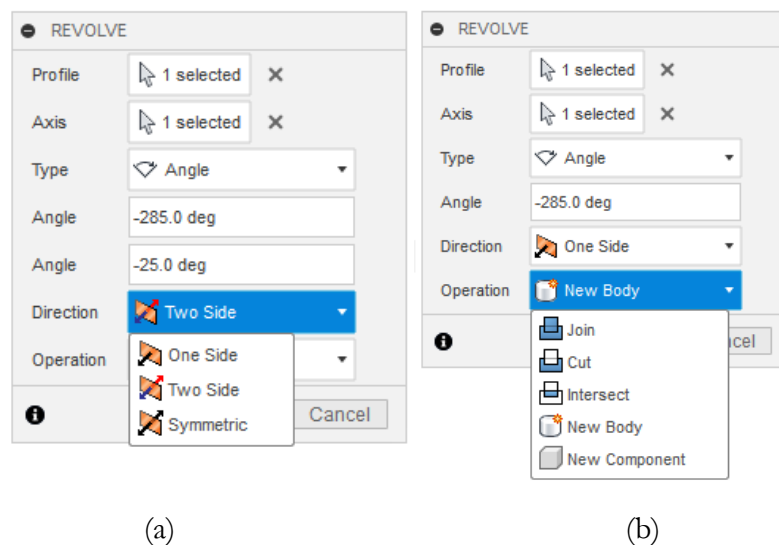 REVOLVE
Profile 1 selected
Axis 1 selected
Type Angle
Angle -285.0 deg
Angle -25.0 deg
Direction Two Side
One Side
Operation
Two Side
Symmetric
Cancel
(a)
REVOLVE
Profile 1 selected
Axis 1 selected
Type Angle
Angle -285.0 deg
Direction One Side
Operation New Body
Join
cel
Cut
Intersect
New Body
New Component
(b)